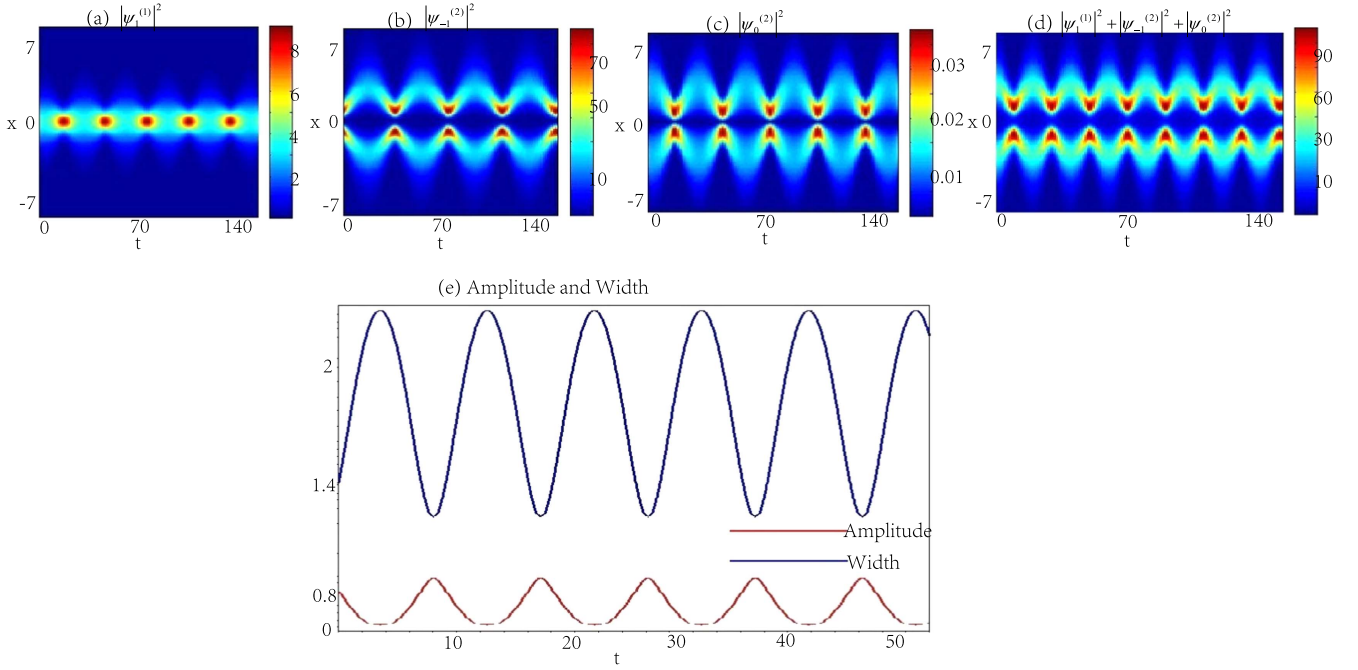 (a) |ψ₁⁽¹⁾|²
(b) |ψ₋₁⁽²⁾|²
(c) |ψ₀⁽²⁾|²
(d) |ψ₁⁽¹⁾|² + |ψ₋₁⁽²⁾|² + |ψ₀⁽²⁾|²
7
x 0
-7
0 70 140
t
8
6
4
2
7
x 0
-7
0 70 140
t
70
50
10
7
x 0
-7
0 70 140
t
0.03
0.02
0.01
7
x 0
-7
0 70 140
t
90
60
30
10
(e) Amplitude and Width
2
1.4
0.8
0
Amplitude
Width
10 20 30 40 50
t